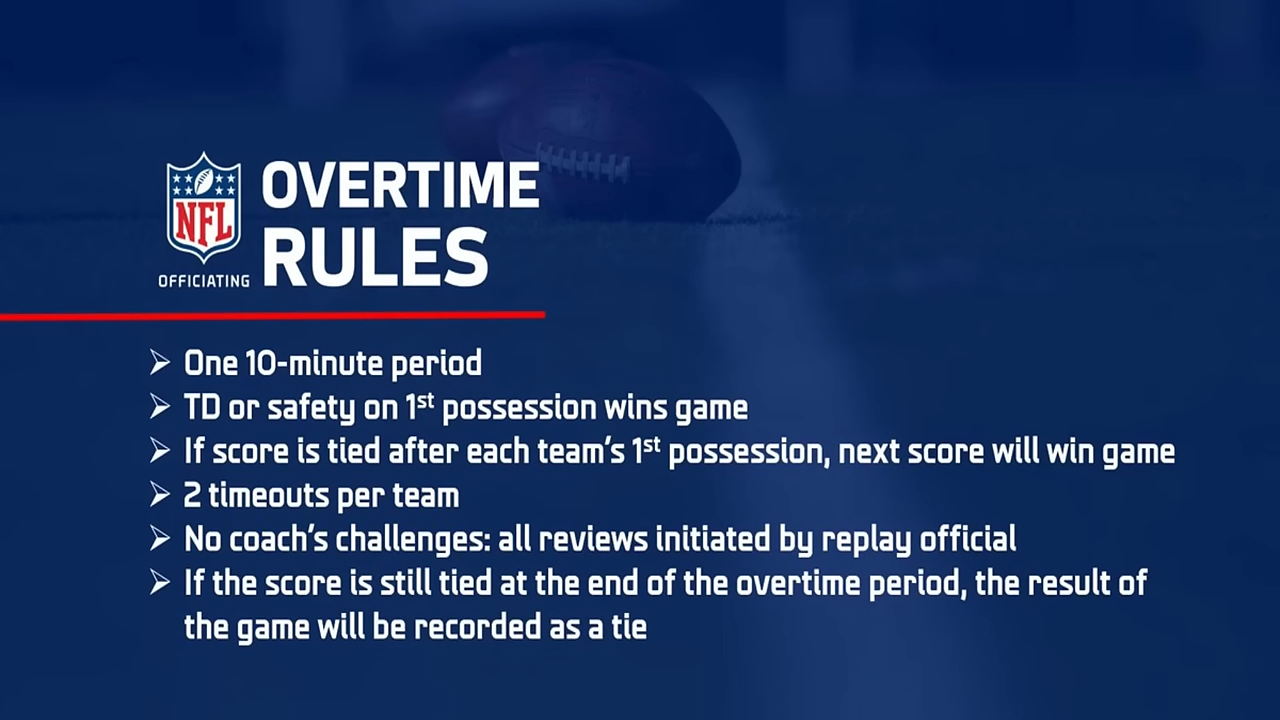 NFL
OFFICIATING
OVERTIME
RULES
➢ One 10-minute period
➢ TD or safety on 1st possession wins game
➢ If score is tied after each team's 1st possession, next score will win game
➢ 2 timeouts per team
➢ No coach's challenges: all reviews initiated by replay official
➢ If the score is still tied at the end of the overtime period, the result of
the game will be recorded as a tie